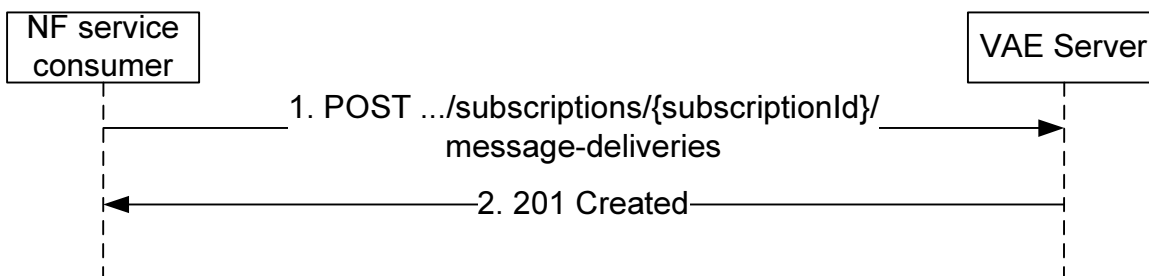 NF service
consumer
VAE Server
1. POST .../subscriptions/{subscriptionId}/
message-deliveries
2. 201 Created